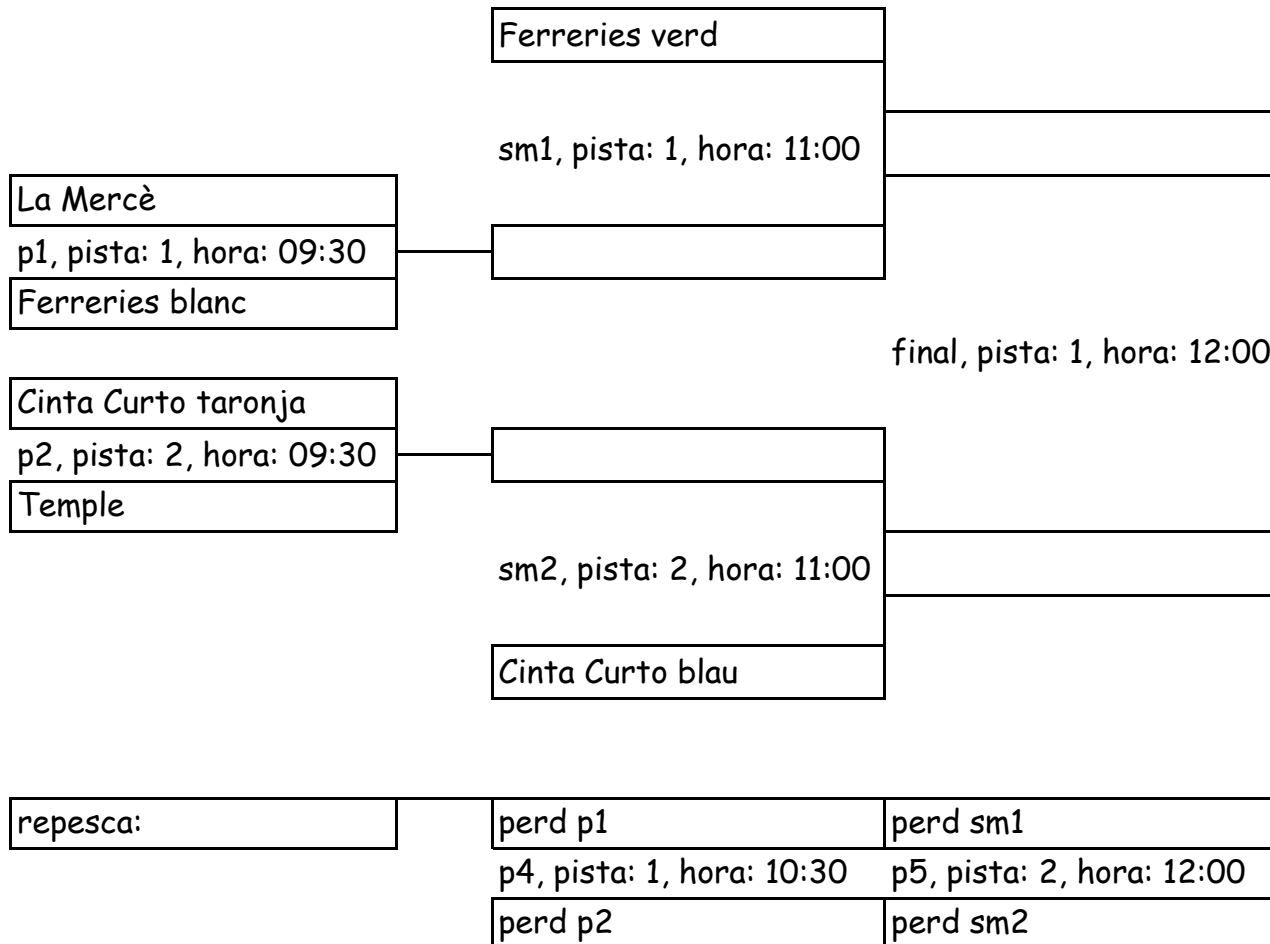 Ferreries verd
sm1, pista: 1, hora: 11:00
La Mercè
p1, pista: 1, hora: 09:30
Ferreries blanc
final, pista: 1, hora: 12:00
Cinta Curto taronja
p2, pista: 2, hora: 09:30
Temple
sm2, pista: 2, hora: 11:00
Cinta Curto blau
repesca:
perd p1
perd sm1
p4, pista: 1, hora: 10:30
p5, pista: 2, hora: 12:00
perd p2
perd sm2